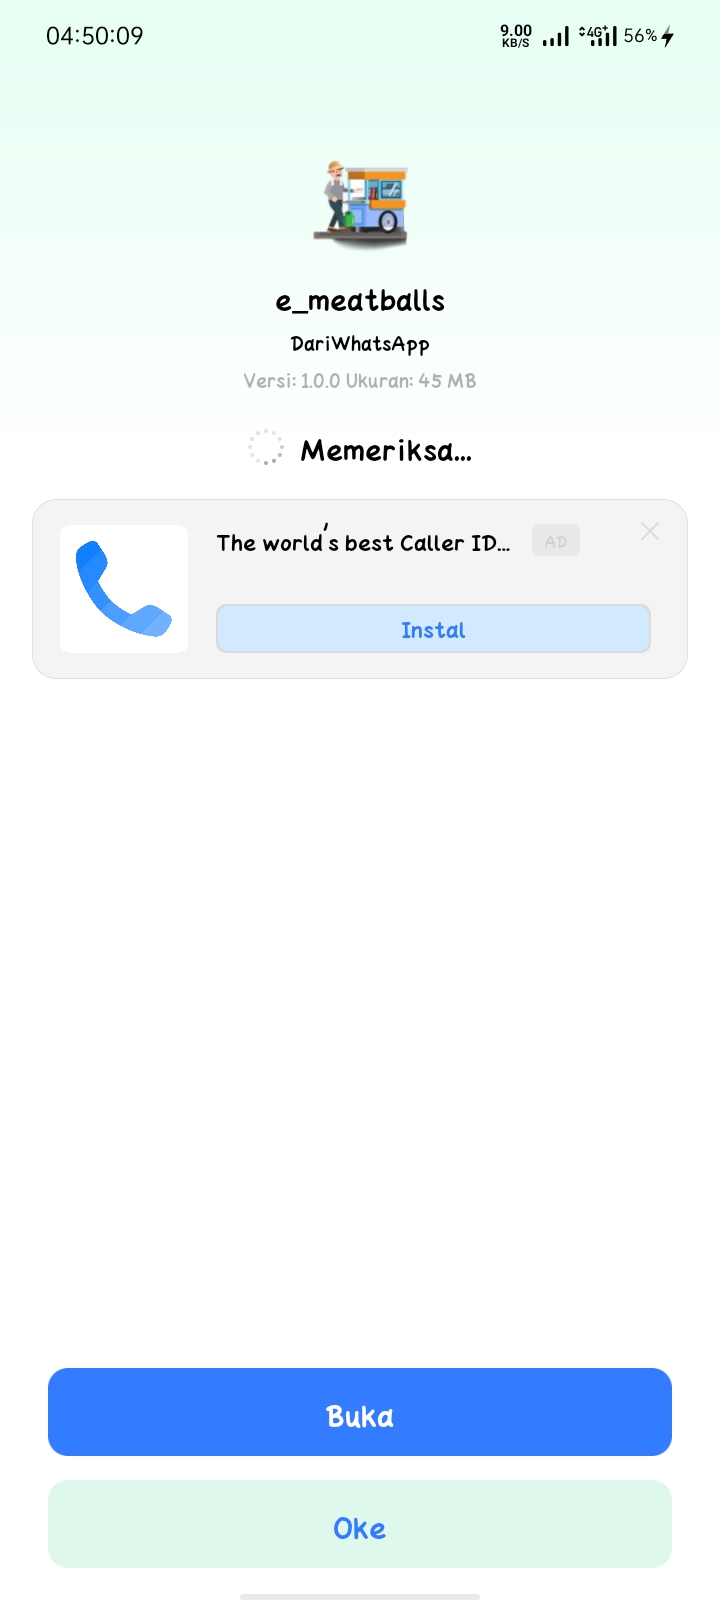 04:50:09
9.00
KB/S
4G+
56%
e_meatballs
DariWhatsApp
Versi: 1.0.0 Ukuran: 45 MB
Memeriksa...
The world's best Caller ID...
AD
Instal
Buka
Oke